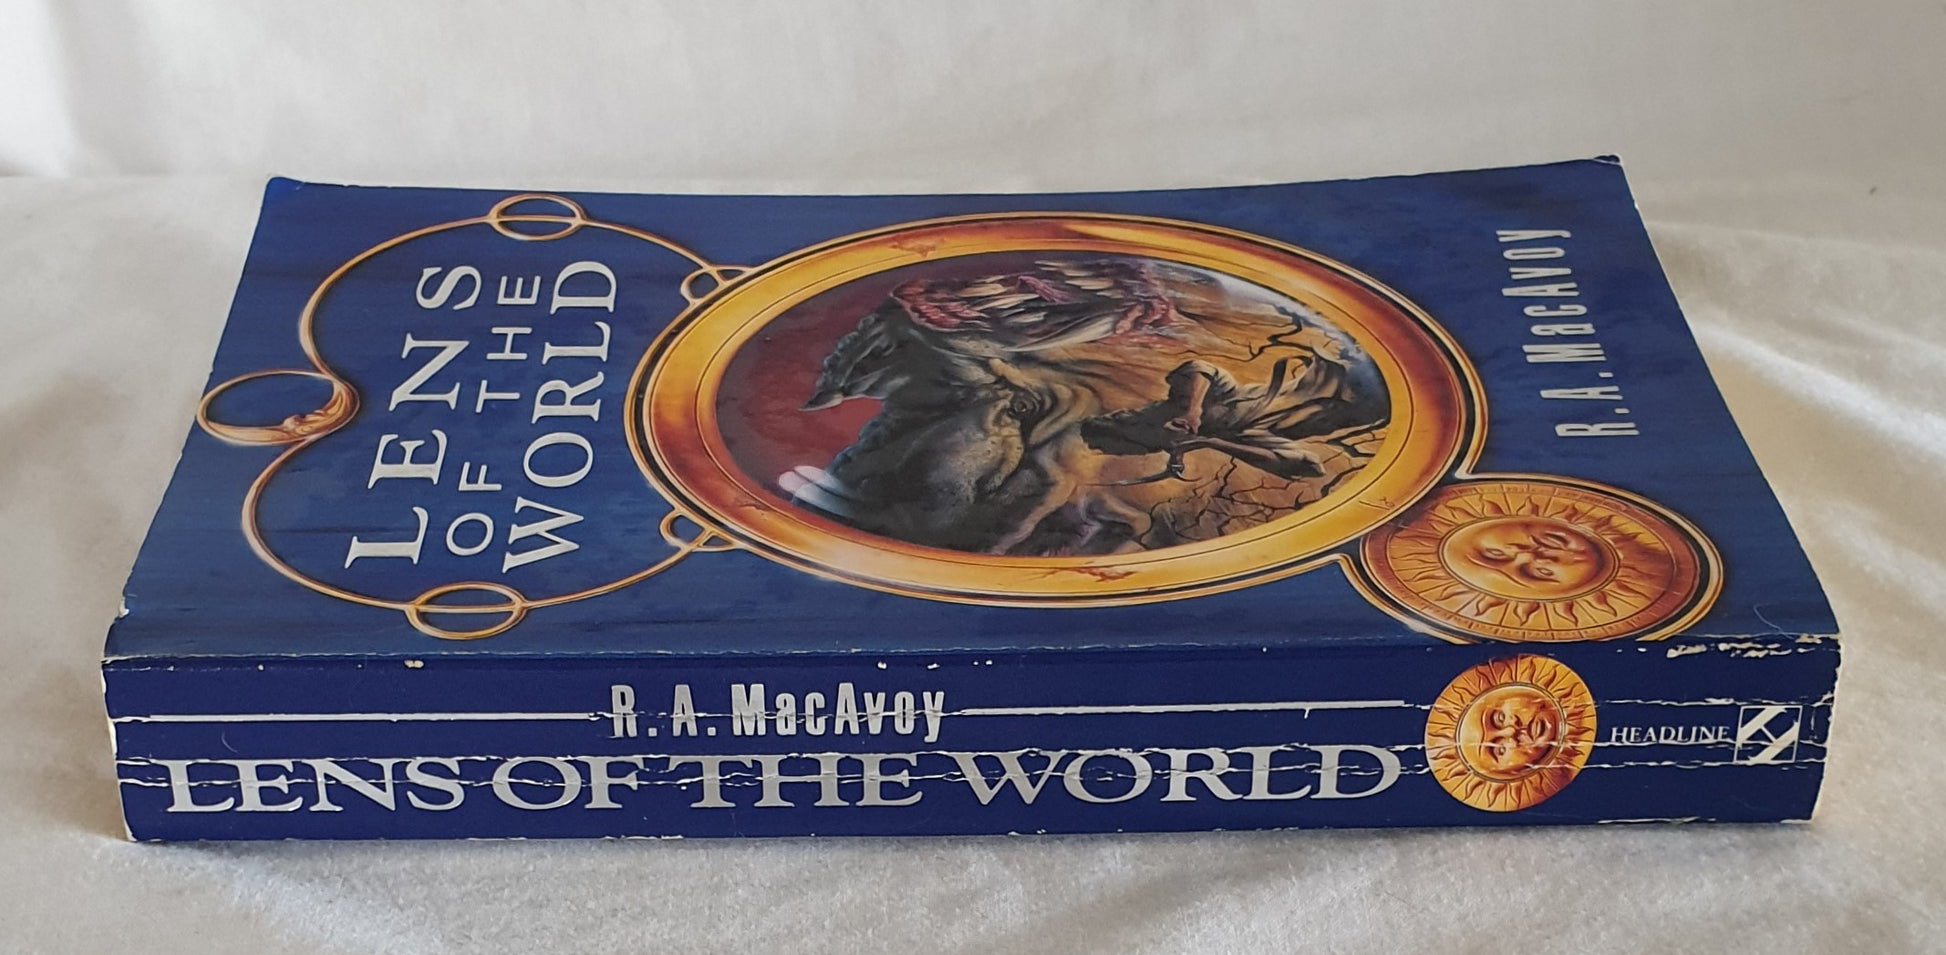 LENS
OF THE
WORLD
R.A.MacAvoy
R.A.MacAvoy
LENS OF THE WORLD
HEADLINE